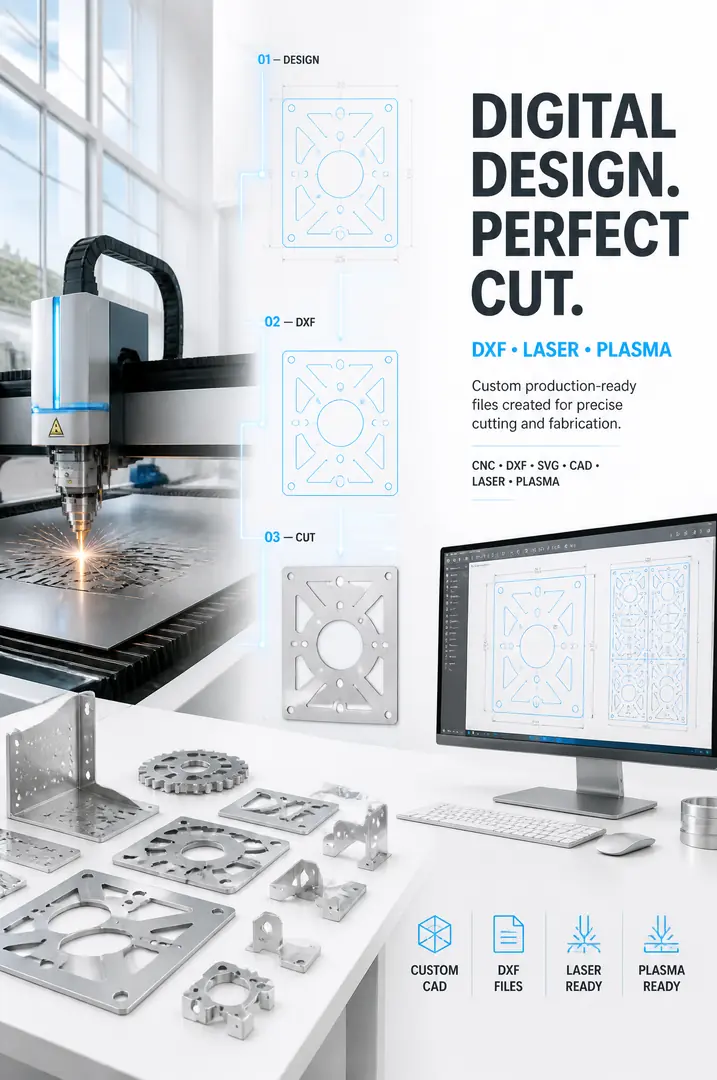 01 — DESIGN
DIGITAL
DESIGN.
PERFECT
CUT.
02 — DXF
DXF • LASER • PLASMA
Custom production-ready
files created for precise
cutting and fabrication.
CNC • DXF • SVG • CAD •
LASER • PLASMA
03 — CUT
CUSTOM
CAD
DXF
FILES
LASER
READY
PLASMA
READY